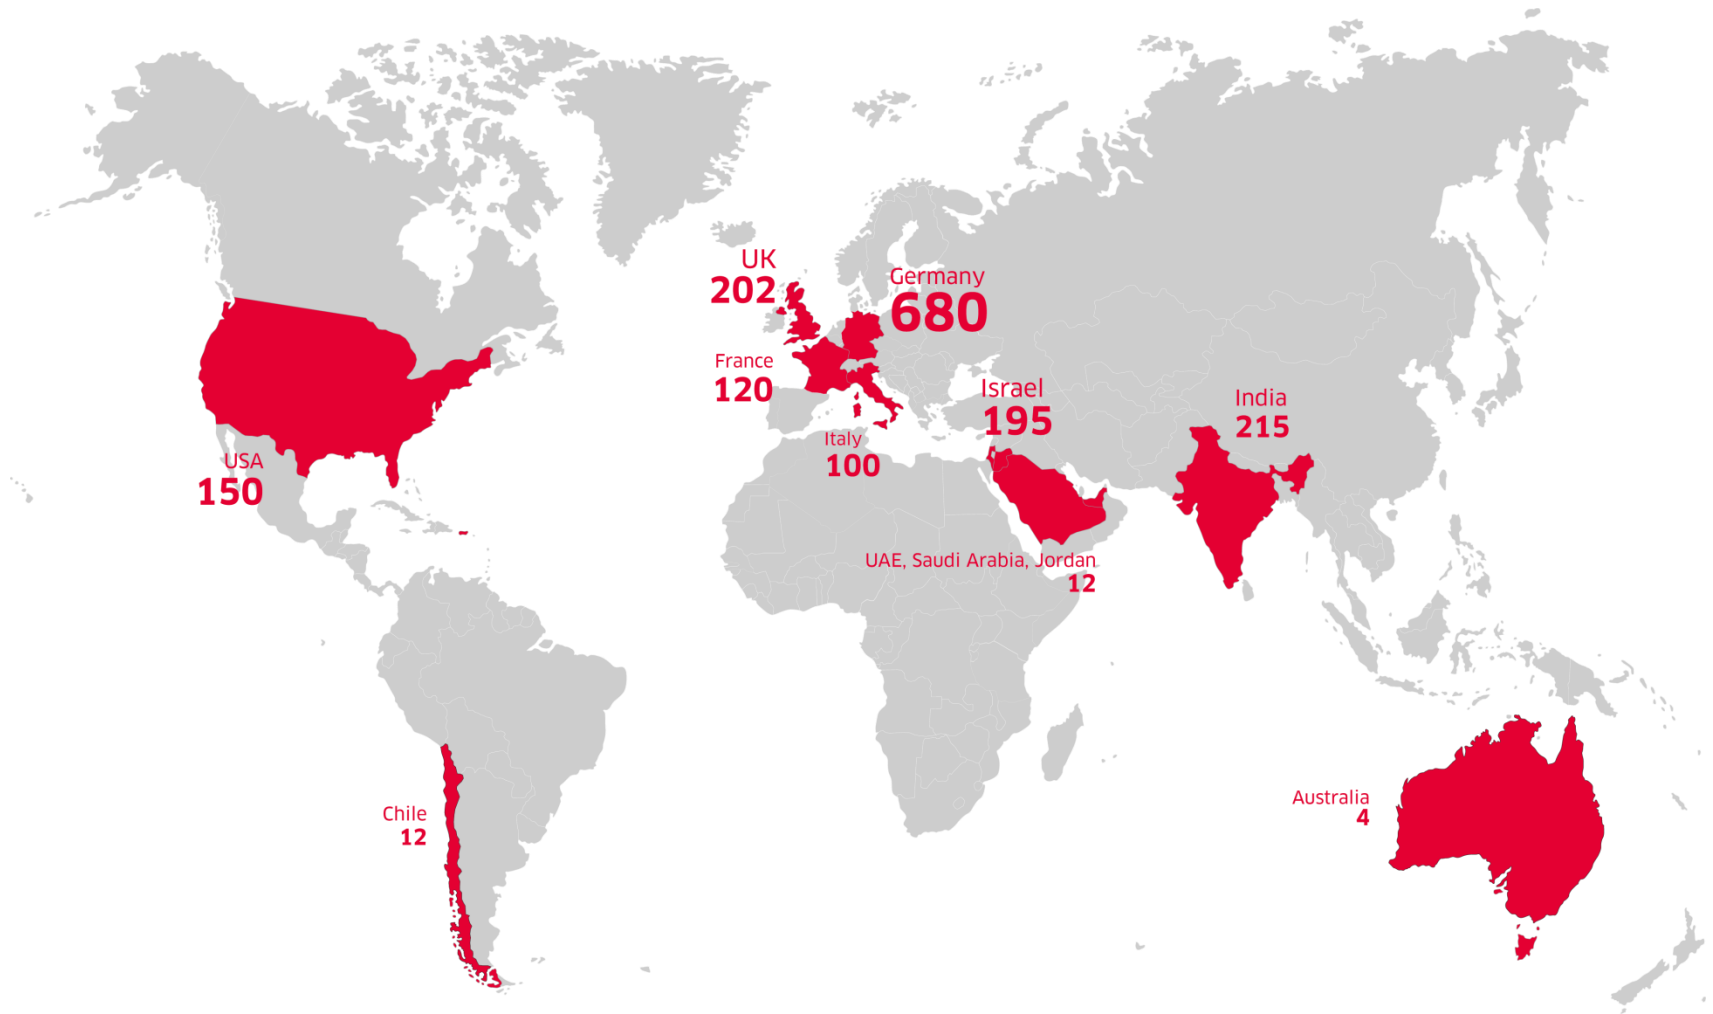 UK
202
Germany
680
France
120
Israel
195
India
215
Italy
100
USA
150
UAE, Saudi Arabia, Jordan
12
Chile
12
Australia
4